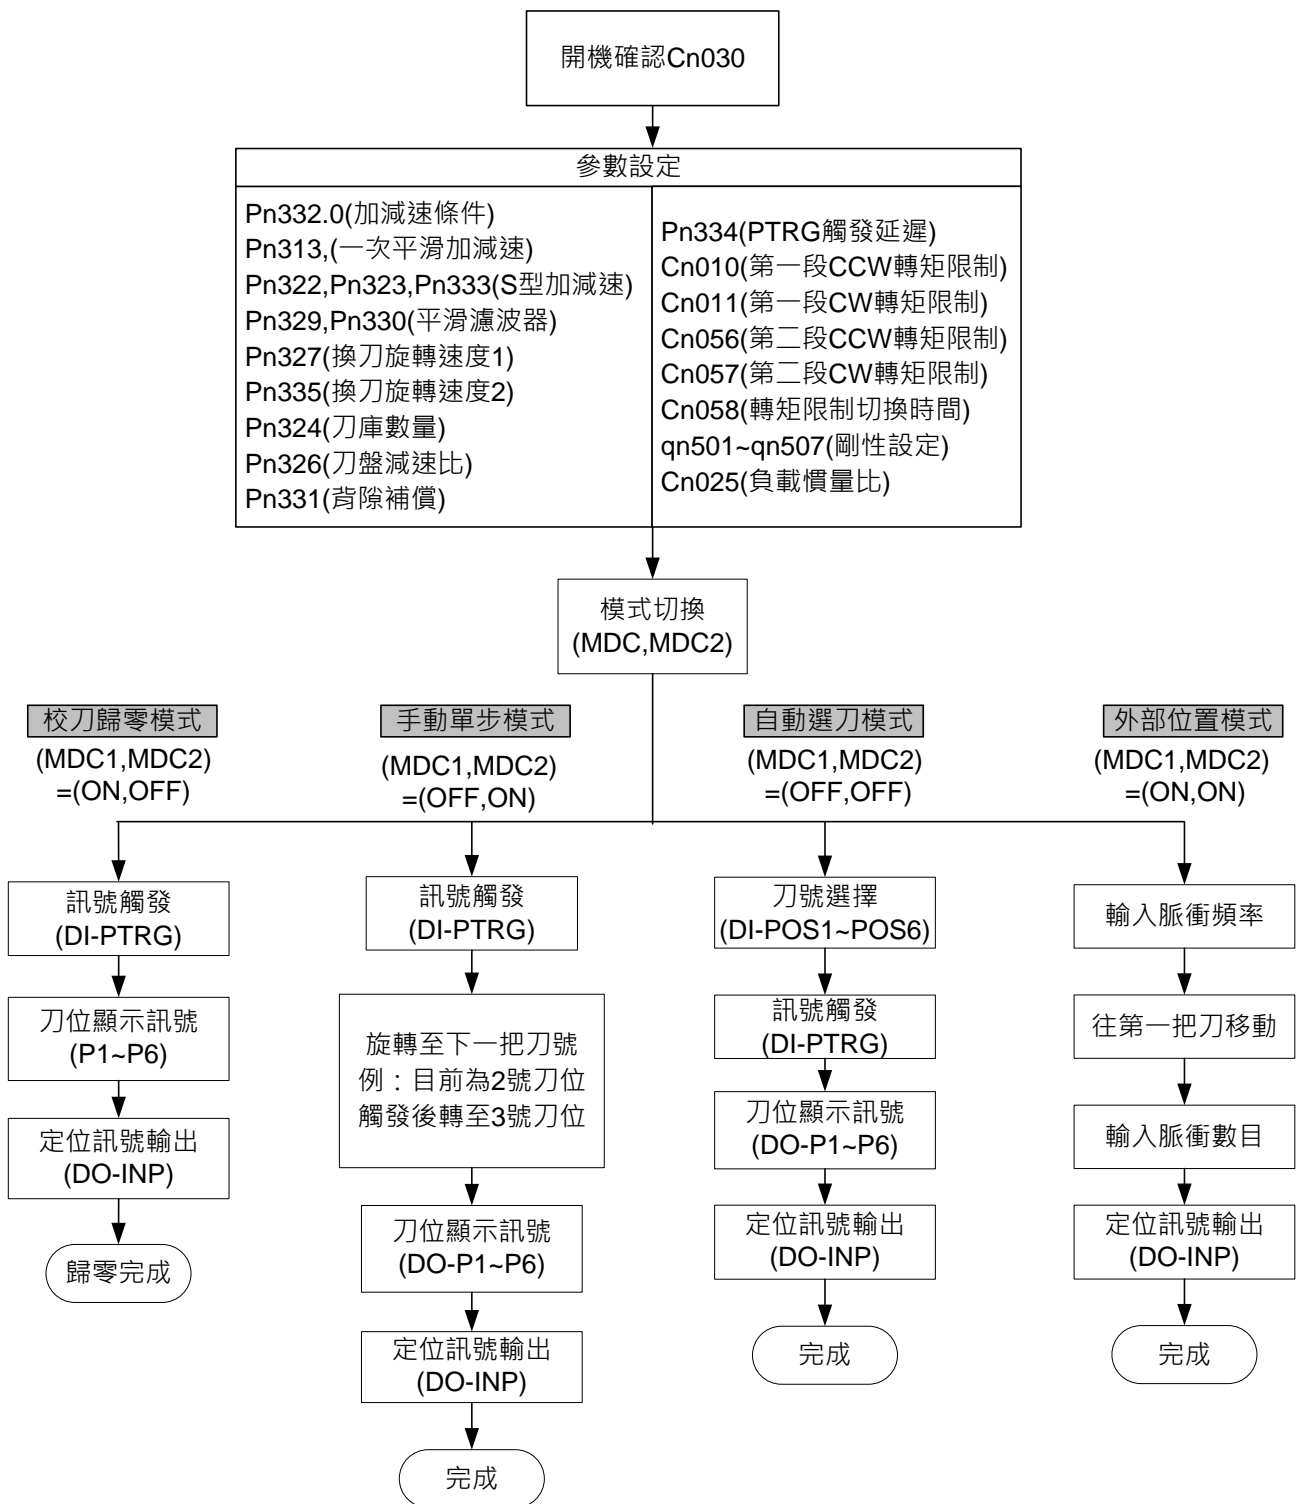 開機確認Cn030
參數設定
Pn332.0(加減速條件)
Pn313,(一次平滑加減速)
Pn322,Pn323,Pn333(S型加減速)
Pn329,Pn330(平滑濾波器)
Pn327(換刀旋轉速度1)
Pn335(換刀旋轉速度2)
Pn324(刀庫數量)
Pn326(刀盤減速比)
Pn331(背隙補償)
Pn334(PTRG觸發延遲)
Cn010(第一段CCW轉矩限制)
Cn011(第一段CW轉矩限制)
Cn056(第二段CCW轉矩限制)
Cn057(第二段CW轉矩限制)
Cn058(轉矩限制切換時間)
qn501~qn507(剛性設定)
Cn025(負載慣量比)
模式切換
(MDC,MDC2)
校刀歸零模式
(MDC1,MDC2)
=(ON,OFF)
訊號觸發
(DI-PTRG)
刀位顯示訊號
(P1~P6)
定位訊號輸出
(DO-INP)
歸零完成
手動單步模式
(MDC1,MDC2)
=(OFF,ON)
訊號觸發
(DI-PTRG)
旋轉至下一把刀號
例：目前為2號刀位
觸發後轉至3號刀位
刀位顯示訊號
(DO-P1~P6)
定位訊號輸出
(DO-INP)
完成
自動選刀模式
(MDC1,MDC2)
=(OFF,OFF)
刀號選擇
(DI-POS1~POS6)
訊號觸發
(DI-PTRG)
刀位顯示訊號
(DO-P1~P6)
定位訊號輸出
(DO-INP)
完成
外部位置模式
(MDC1,MDC2)
=(ON,ON)
輸入脈衝頻率
往第一把刀移動
輸入脈衝數目
定位訊號輸出
(DO-INP)
完成